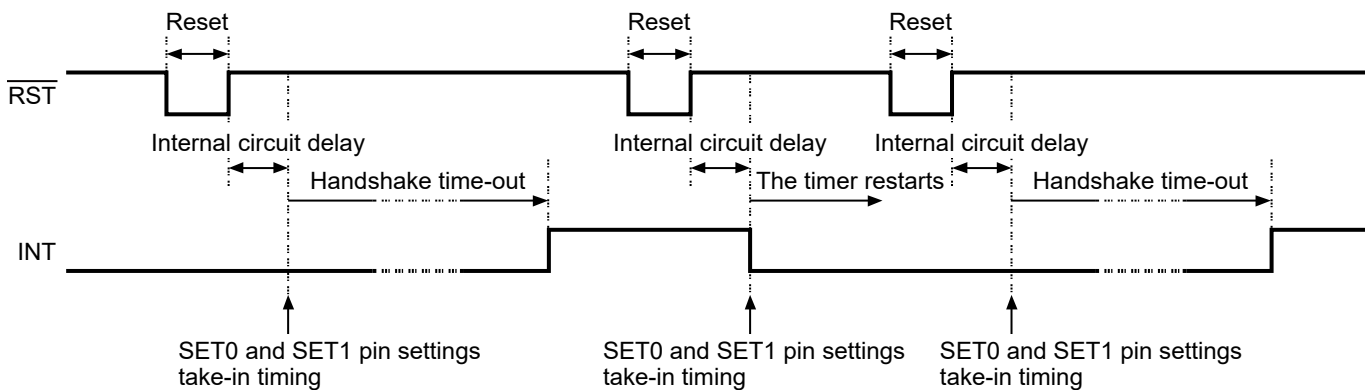 Reset
Reset
Reset
RST
Internal circuit delay
Internal circuit delay
Internal circuit delay
Handshake time-out
The timer restarts
Handshake time-out
INT
SET0 and SET1 pin settings
take-in timing
SET0 and SET1 pin settings
take-in timing
SET0 and SET1 pin settings
take-in timing